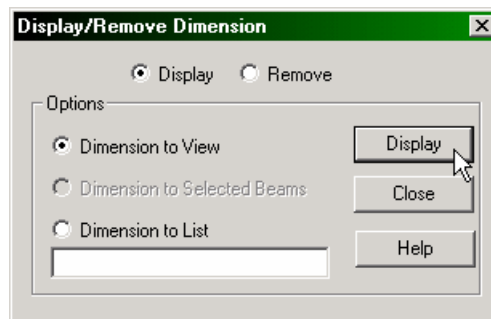 Display/Remove Dimension
Display Remove
Options
Dimension to View
Display
Dimension to Selected Beams
Close
Dimension to List
Help